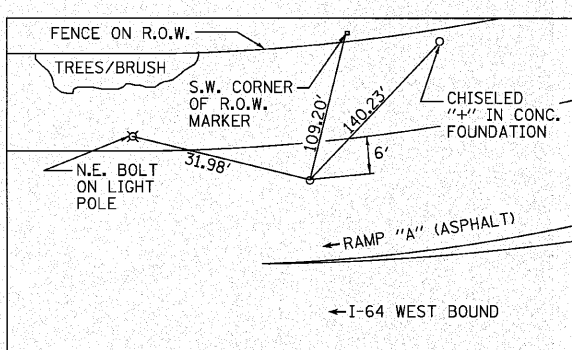 FENCE ON R.O.W.
TREES/BRUSH
S.W. CORNER
OF R.O.W.
MARKER
109.20'
140.23'
CHISELED
"+" IN CONC.
FOUNDATION
N.E. BOLT
ON LIGHT
POLE
31.98'
6'
RAMP "A" (ASPHALT)
I-64 WEST BOUND